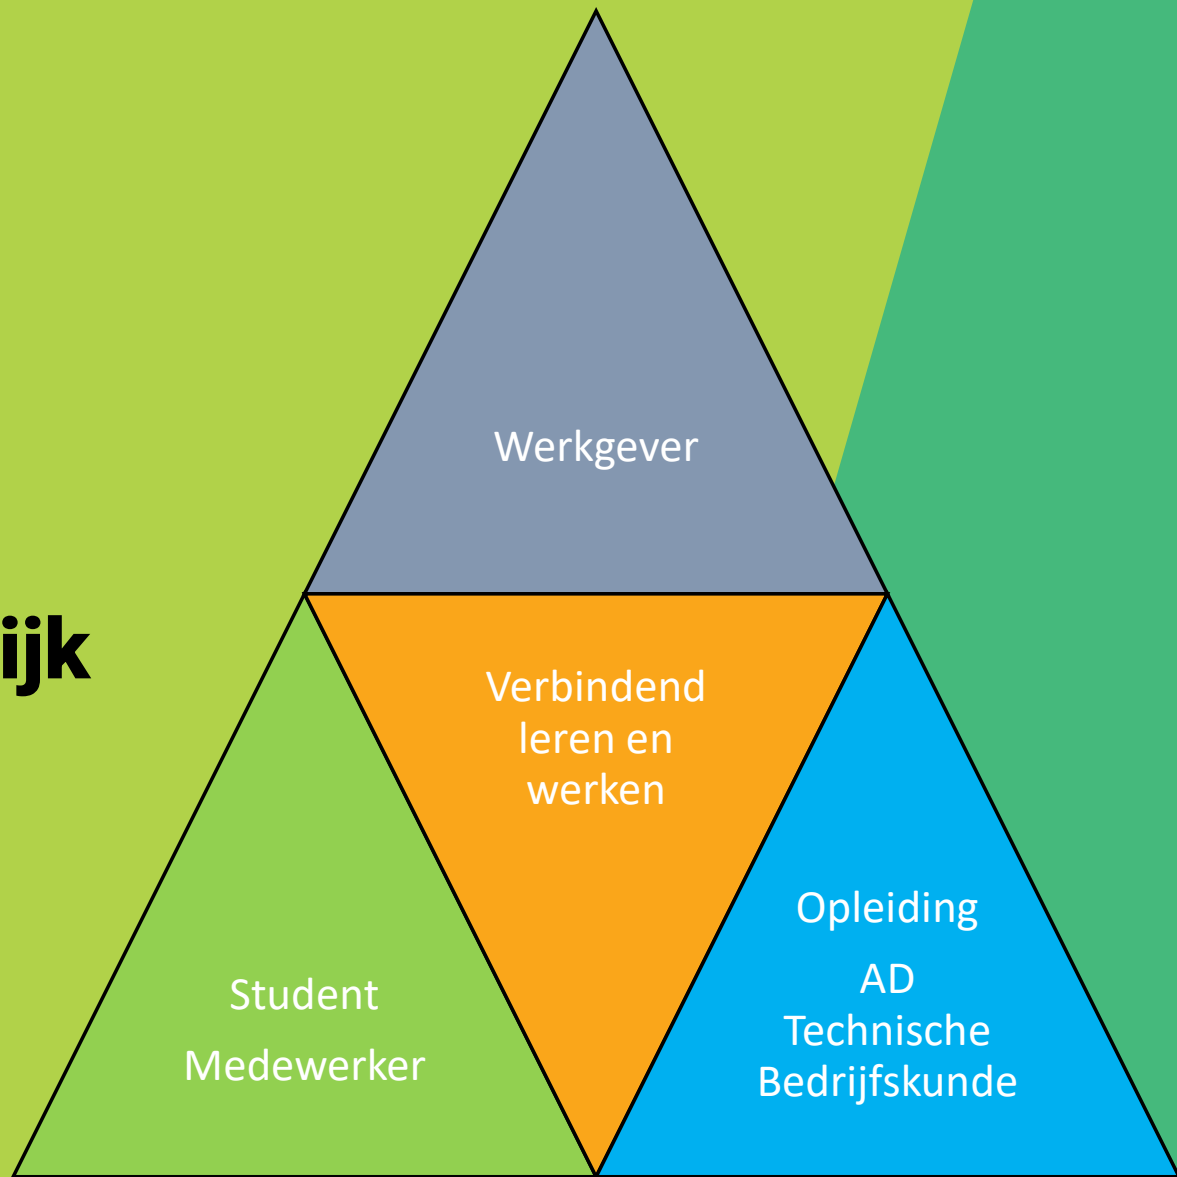 Werkgever
ijk
Verbindend
leren en
werken
Opleiding
AD
Technische
Bedrijfskunde
Student
Medewerker